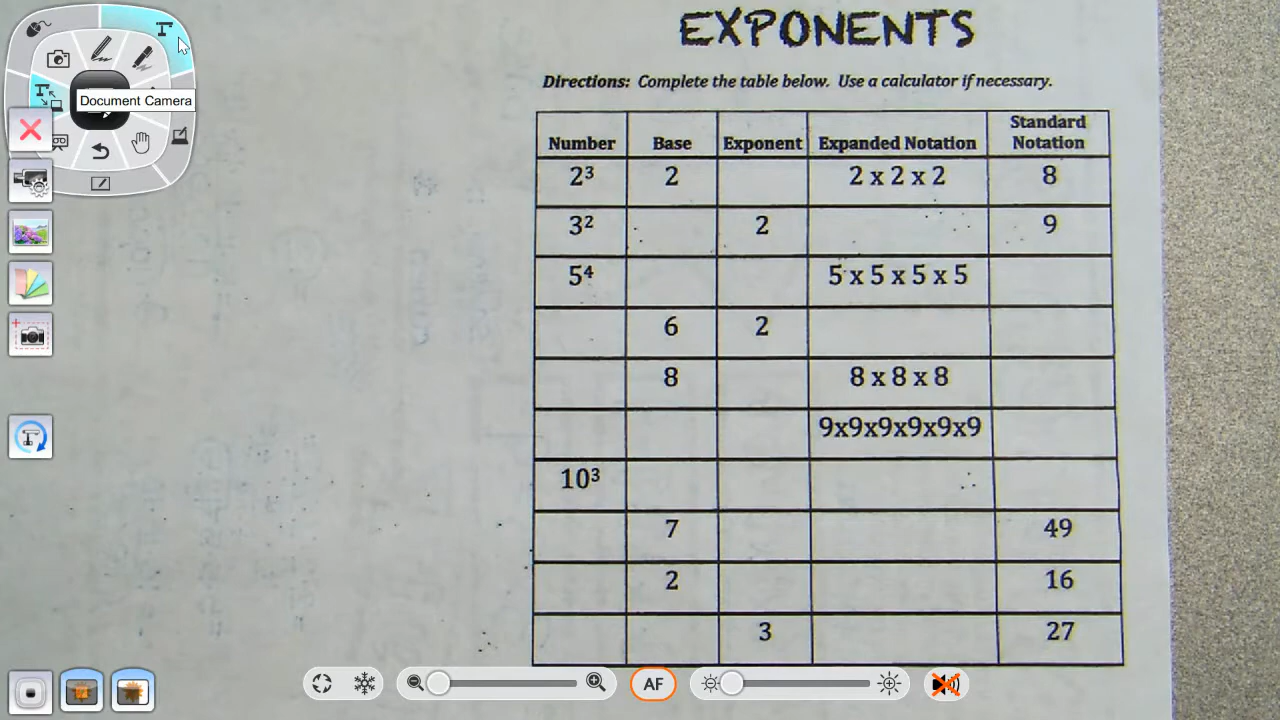 Document Camera
EXPONENTS
Directions: Complete the table below. Use a calculator if necessary.
Number Base Exponent Expanded Notation Standard Notation
2³ 2 2 x 2 x 2 8
3² 2 9
5⁴ 5 x 5 x 5 x 5
6 2
8 8 x 8 x 8
9x9x9x9x9x9
10³
7 49
2 16
3 27
AF